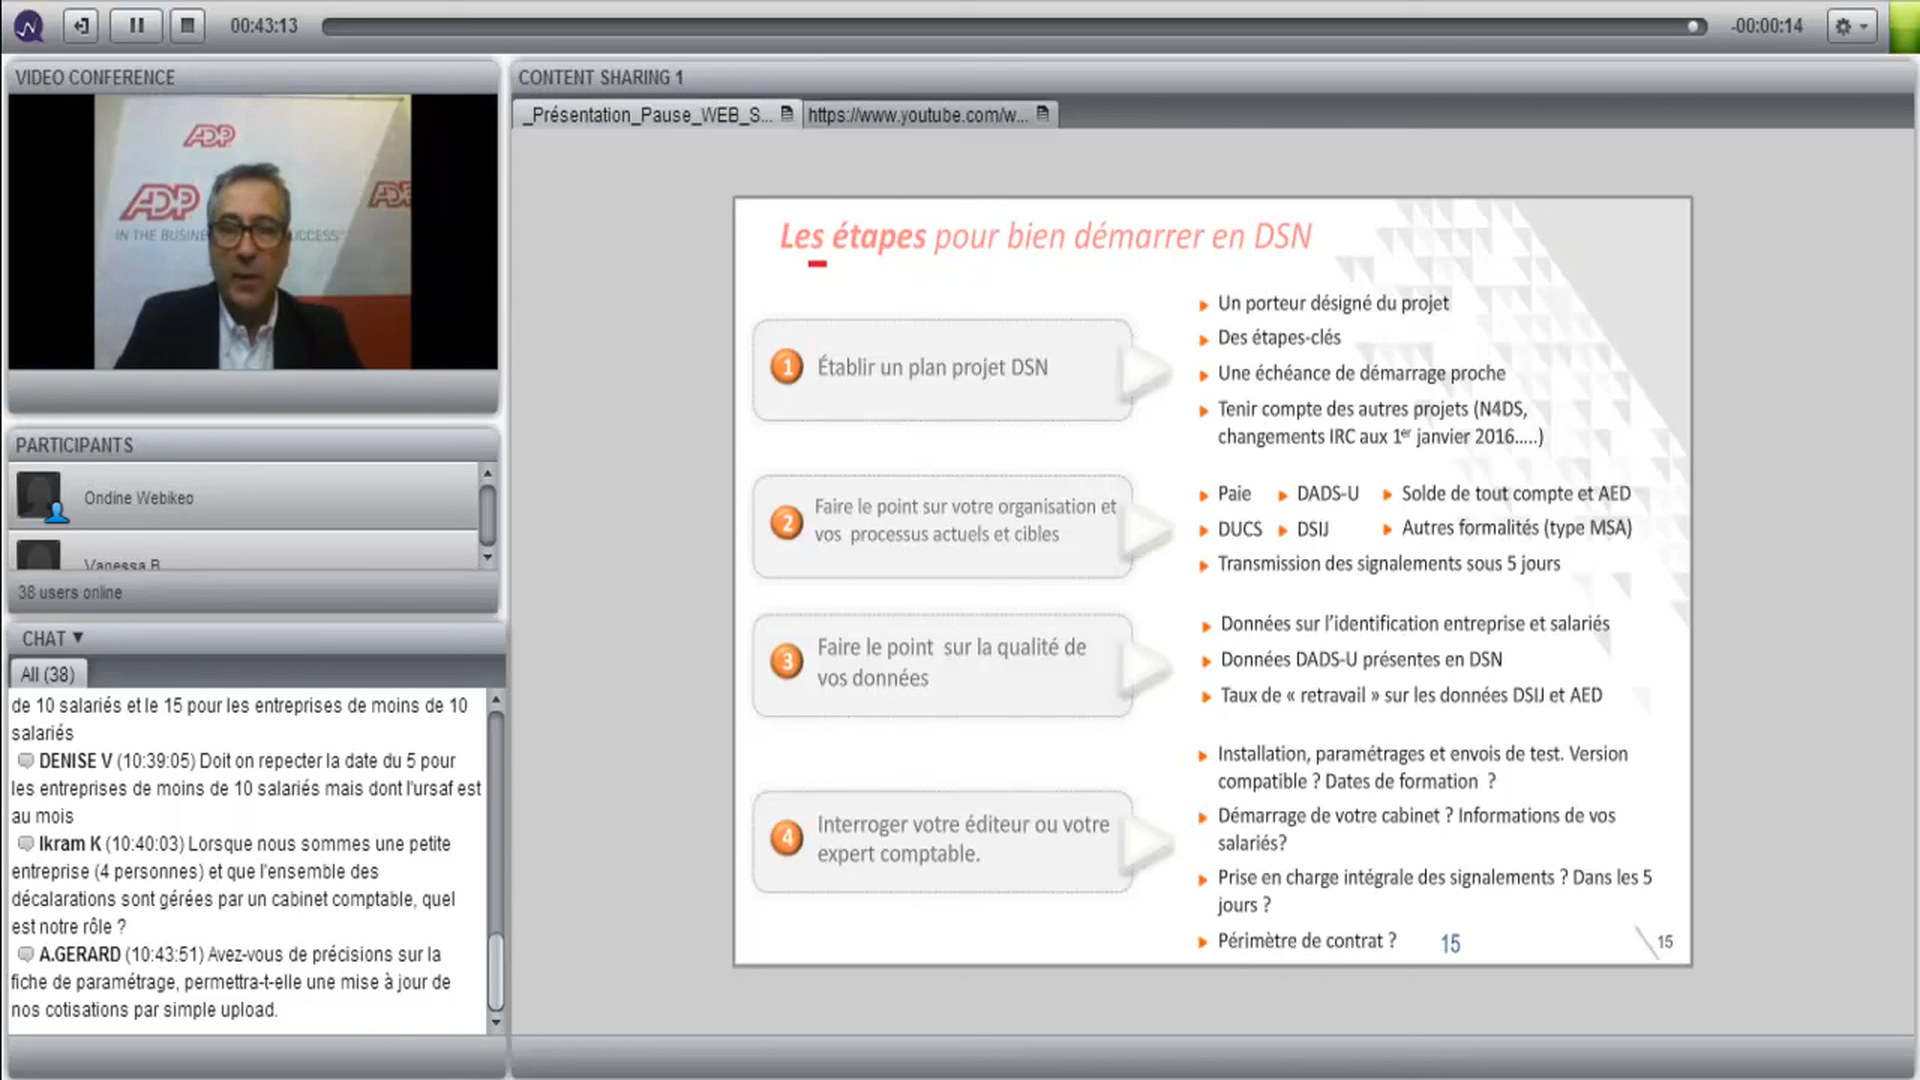 00:43:13
-00:00:14
VIDEO CONFERENCE
ADP
ADP
ADP
IN THE BUSINE
UCCESS
PARTICIPANTS
Ondine Webikeo
Vanessa B
38 users online
CHAT
All (38)
de 10 salariés et le 15 pour les entreprises de moins de 10
salariés
DENISE V (10:39:05) Doit on repecter la date du 5 pour
les entreprises de moins de 10 salariés mais dont l'ursaf est
au mois
Ikram K (10:40:03) Lorsque nous sommes une petite
entreprise (4 personnes) et que l'ensemble des
décalarations sont gérées par un cabinet comptable, quel
est notre rôle ?
A.GERARD (10:43:51) Avez-vous de précisions sur la
fiche de paramétrage, permettra-t-elle une mise à jour de
nos cotisations par simple upload.
CONTENT SHARING 1
_Présentation_Pause_WEB_S...
https://www.youtube.com/w...
Les étapes pour bien démarrer en DSN
1 Établir un plan projet DSN
Un porteur désigné du projet
Des étapes-clés
Une échéance de démarrage proche
Tenir compte des autres projets (N4DS,
changements IRC aux 1er janvier 2016.....)
2 Faire le point sur votre organisation et
vos processus actuels et cibles
Paie DADS-U Solde de tout compte et AED
DUCS DSIJ Autres formalités (type MSA)
Transmission des signalements sous 5 jours
3 Faire le point sur la qualité de
vos données
Données sur l'identification entreprise et salariés
Données DADS-U présentes en DSN
Taux de « retravail » sur les données DSIJ et AED
4 Interroger votre éditeur ou votre
expert comptable.
Installation, paramétrages et envois de test. Version
compatible ? Dates de formation ?
Démarrage de votre cabinet ? Informations de vos
salariés?
Prise en charge intégrale des signalements ? Dans les 5
jours ?
Périmètre de contrat ?
15
15